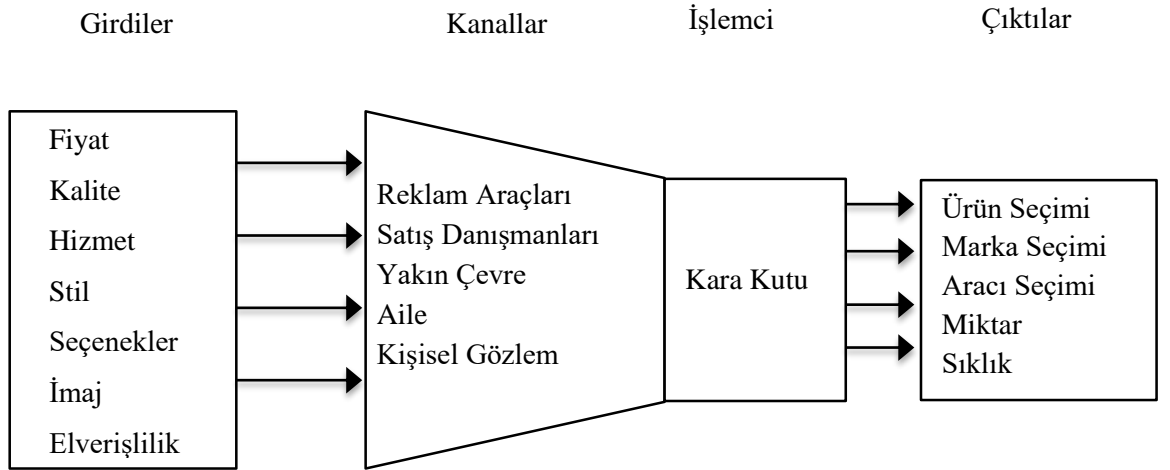 Girdiler
Kanallar
İşlemci
Çıktılar
Fiyat
Kalite
Hizmet
Stil
Seçenekler
İmaj
Elverişlilik
Reklam Araçları
Satış Danışmanları
Yakın Çevre
Aile
Kişisel Gözlem
Kara Kutu
Ürün Seçimi
Marka Seçimi
Aracı Seçimi
Miktar
Sıklık